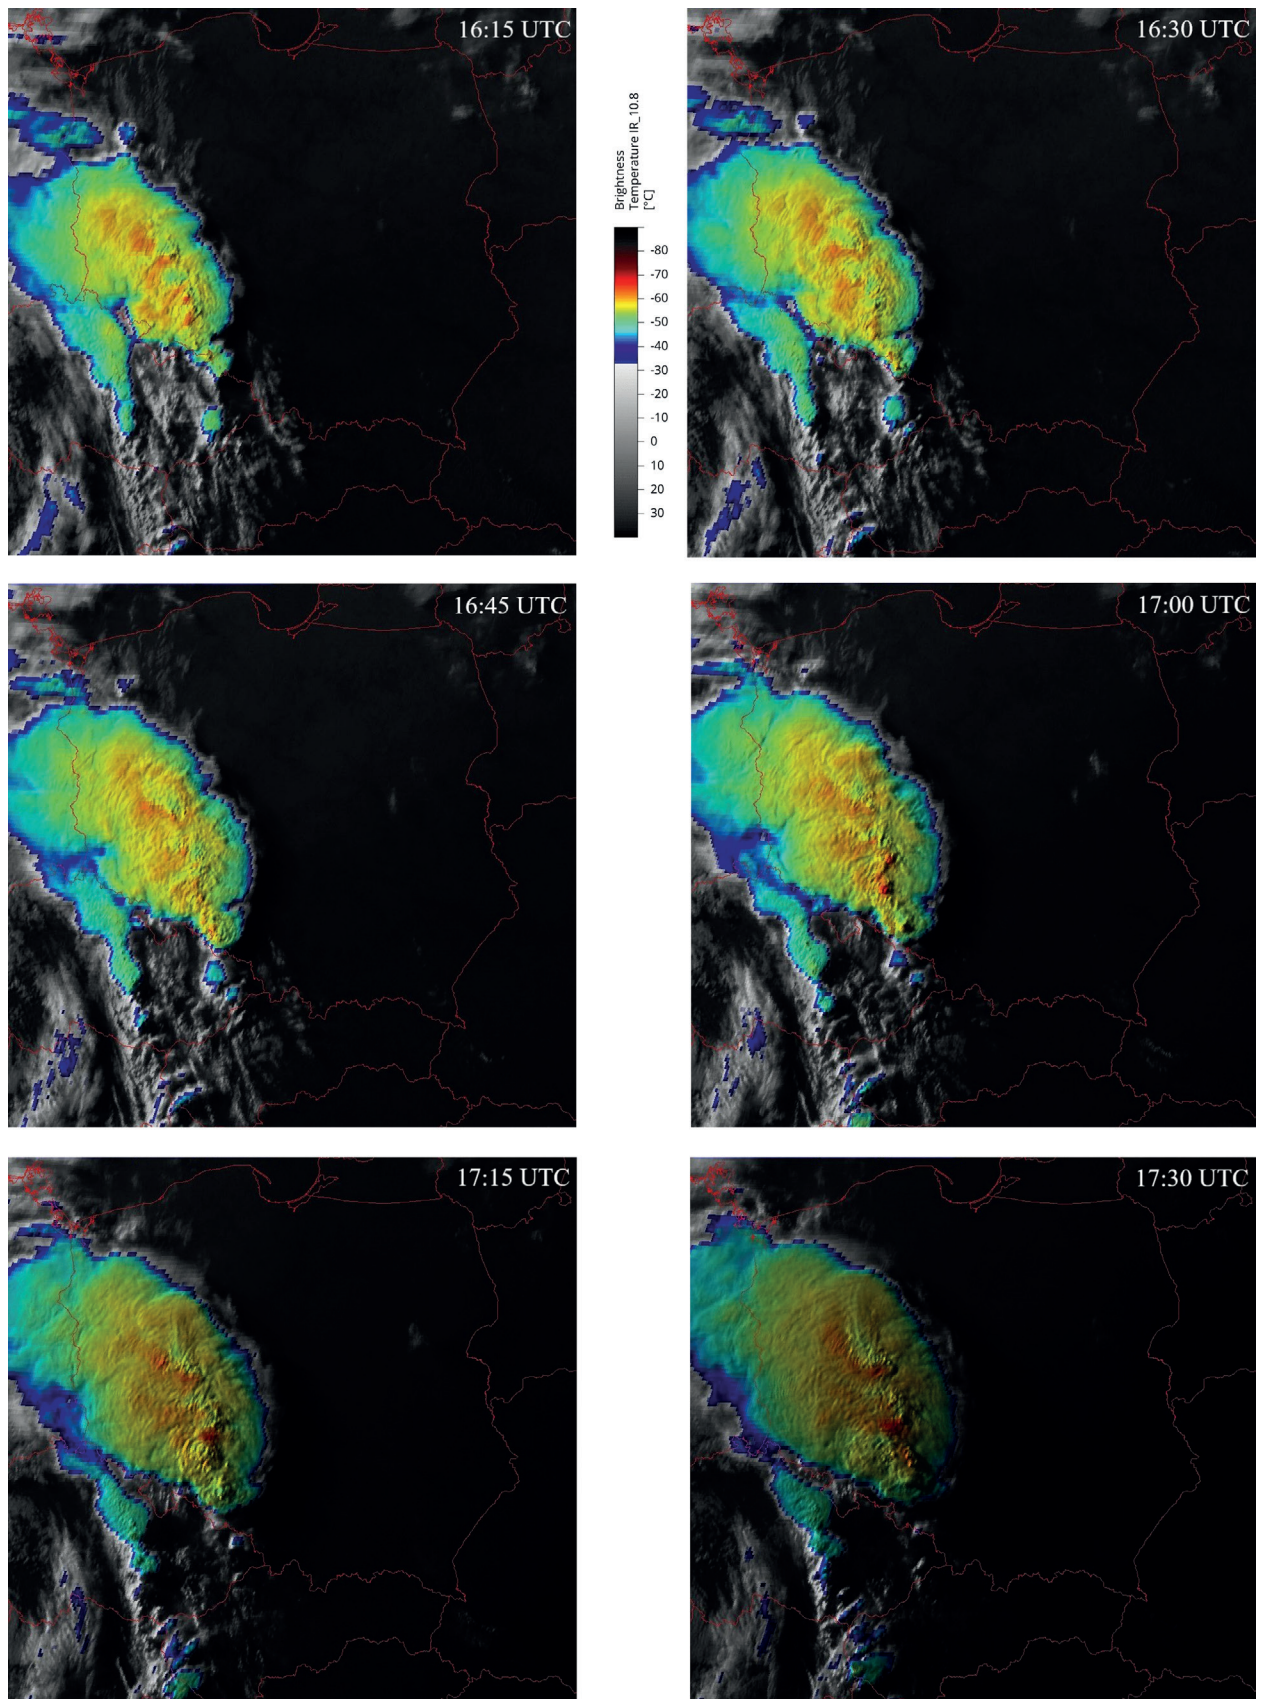 16:15 UTC
16:30 UTC
Brightness
Temperature IR_10.8
[°C]
-80
-70
-60
-50
-40
-30
-20
-10
0
10
20
30
16:45 UTC
17:00 UTC
17:15 UTC
17:30 UTC